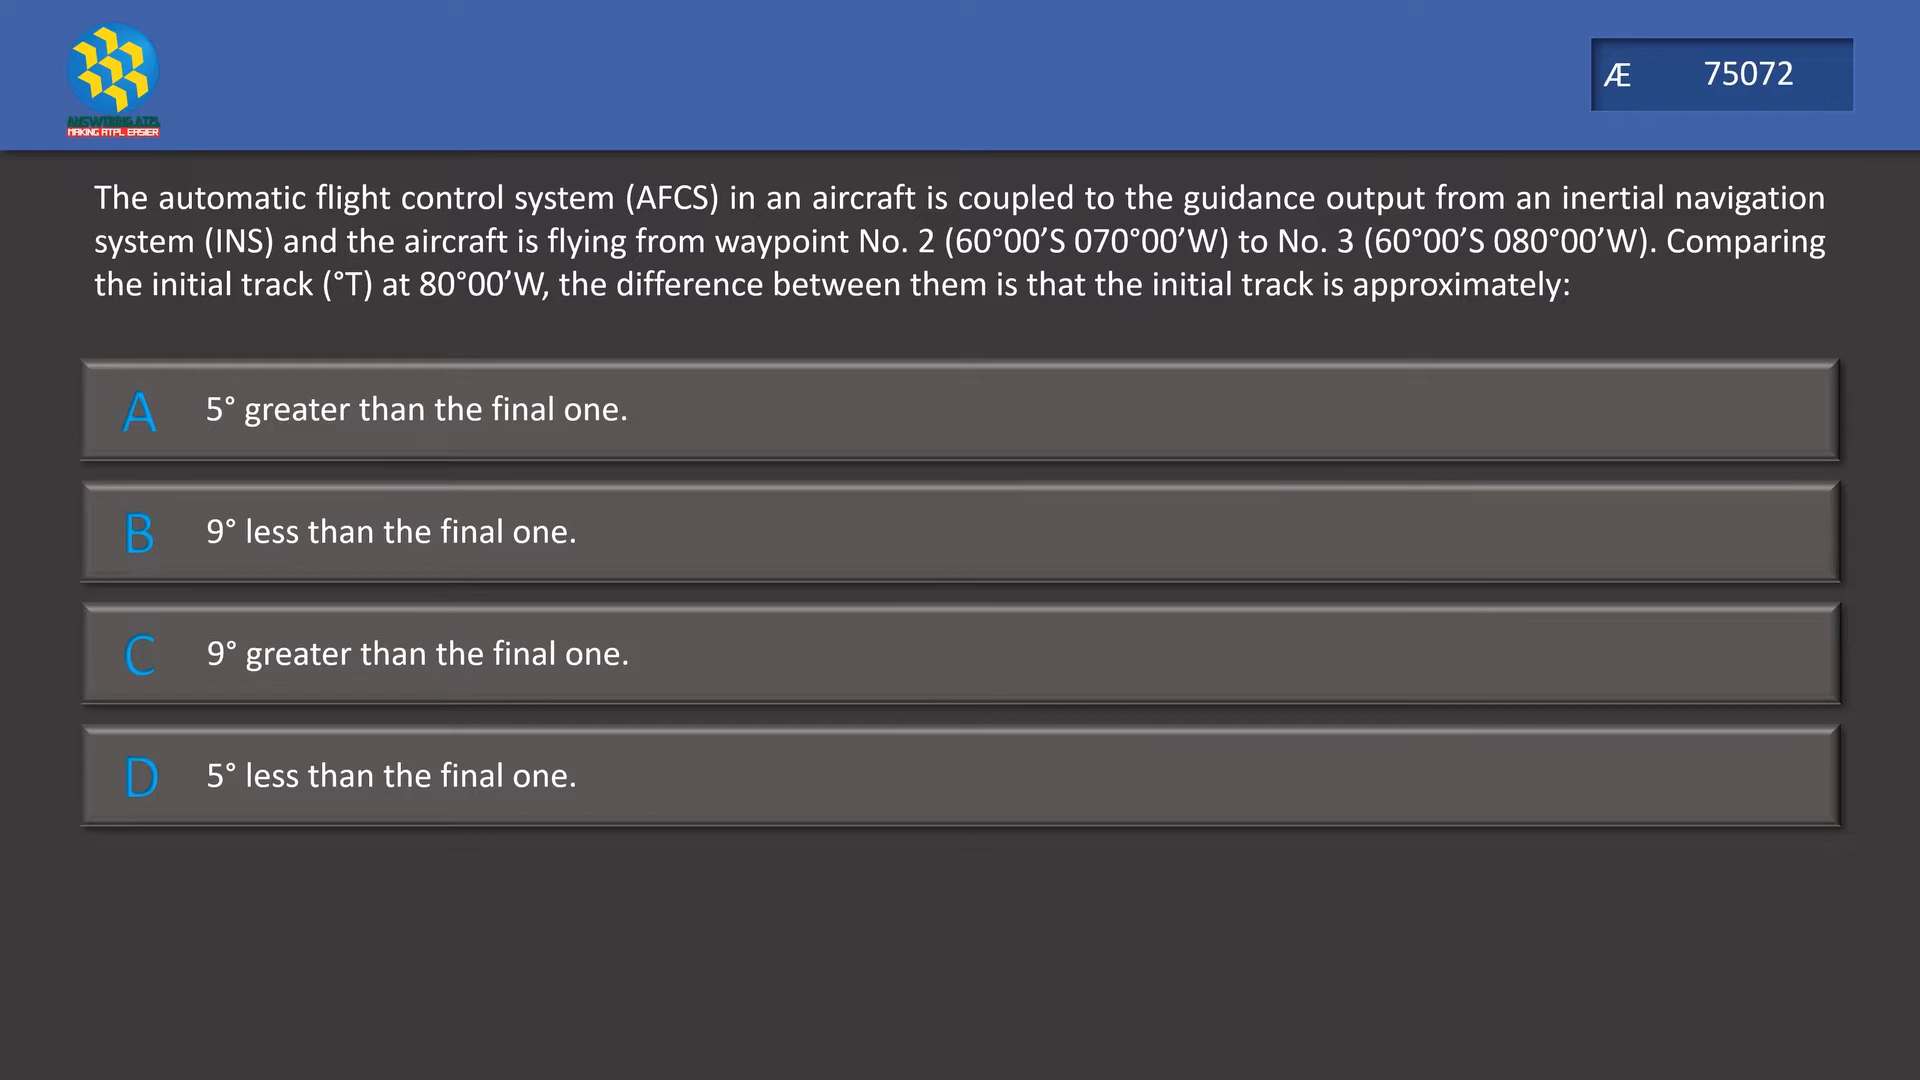 ANSWERING ATPL
MAKING ATPL EASIER
Æ 75072
The automatic flight control system (AFCS) in an aircraft is coupled to the guidance output from an inertial navigation
system (INS) and the aircraft is flying from waypoint No. 2 (60°00’S 070°00’W) to No. 3 (60°00’S 080°00’W). Comparing
the initial track (°T) at 80°00’W, the difference between them is that the initial track is approximately:
A 5° greater than the final one.
B 9° less than the final one.
C 9° greater than the final one.
D 5° less than the final one.